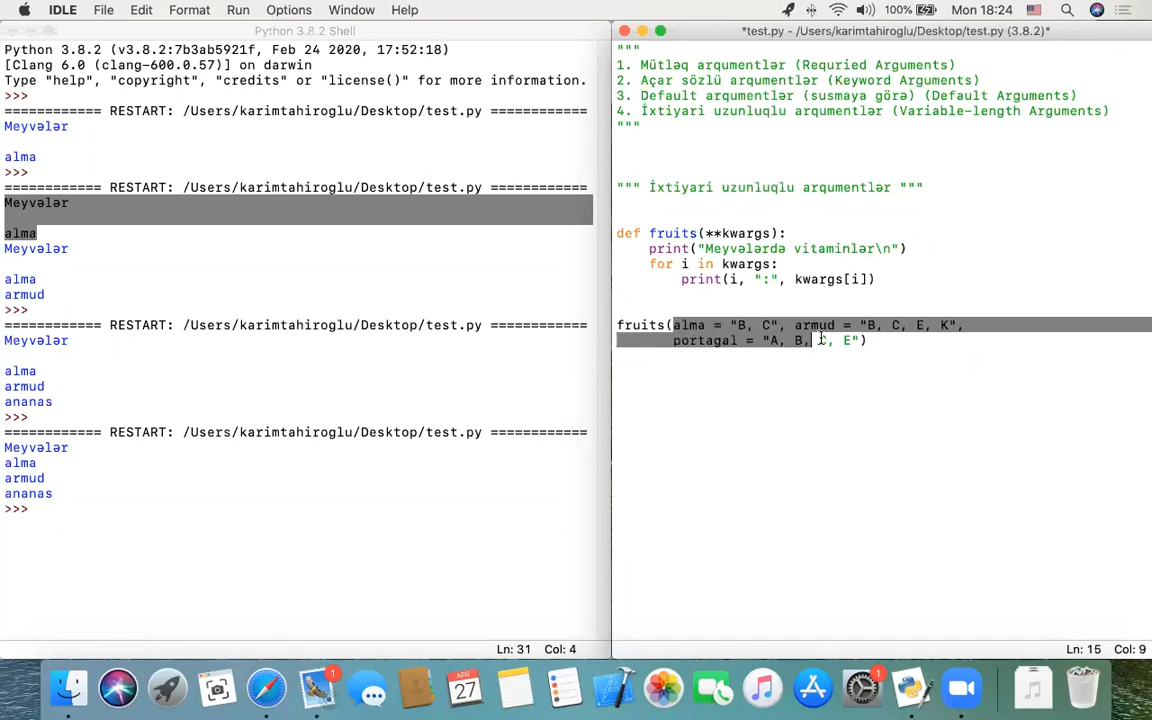 IDLE File Edit Format Run Options Window Help 100% Mon 18:24
Python 3.8.2 Shell
Python 3.8.2 (v3.8.2:7b3ab5921f, Feb 24 2020, 17:52:18)
[Clang 6.0 (clang-600.0.57)] on darwin
Type "help", "copyright", "credits" or "license()" for more information.
>>>
============ RESTART: /Users/karimtahiroglu/Desktop/test.py ============
Meyvələr
alma
>>>
============ RESTART: /Users/karimtahiroglu/Desktop/test.py ============
Meyvələr
alma
Meyvələr
alma
armud
>>>
============ RESTART: /Users/karimtahiroglu/Desktop/test.py ============
Meyvələr
alma
armud
ananas
>>>
============ RESTART: /Users/karimtahiroglu/Desktop/test.py ============
Meyvələr
alma
armud
ananas
>>>
Ln: 31 Col: 4
*test.py - /Users/karimtahiroglu/Desktop/test.py (3.8.2)*
"""
1. Mütləq arqumentlər (Requried Arguments)
2. Açar sözlü arqumentlər (Keyword Arguments)
3. Default arqumentlər (susmaya görə) (Default Arguments)
4. İxtiyari uzunluqlu arqumentlər (Variable-length Arguments)
"""
""" İxtiyari uzunluqlu arqumentlər """
def fruits(**kwargs):
print("Meyvələrdə vitaminlər\n")
for i in kwargs:
print(i, ":", kwargs[i])
fruits(alma = "B, C", armud = "B, C, E, K",
portagal = "A, B, C, E")
Ln: 15 Col: 9
1
APR
27
1